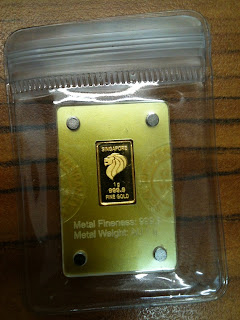 SINGAPORE
1g
999.9
FINE GOLD
Metal Fineness: 999.9
Metal Weight: